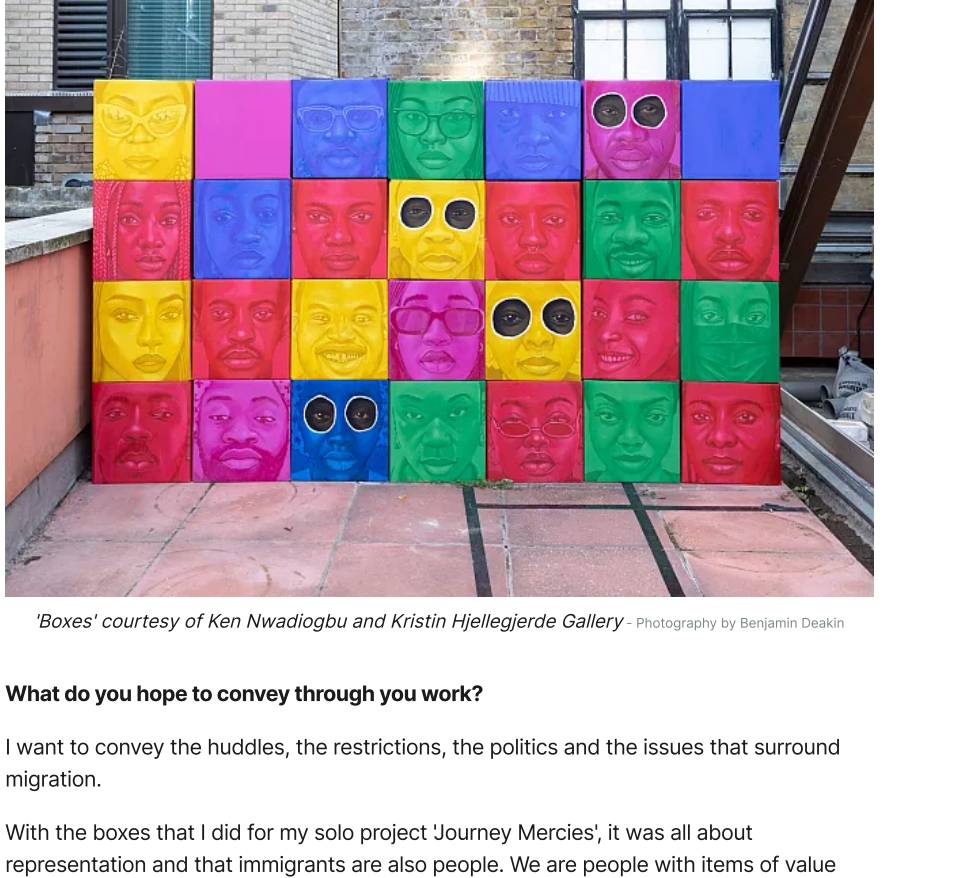 'Boxes' courtesy of Ken Nwadiogbu and Kristin Hjellegjerde Gallery - Photography by Benjamin Deakin
What do you hope to convey through you work?
I want to convey the huddles, the restrictions, the politics and the issues that surround
migration.
With the boxes that I did for my solo project 'Journey Mercies', it was all about
representation and that immigrants are also people. We are people with items of value